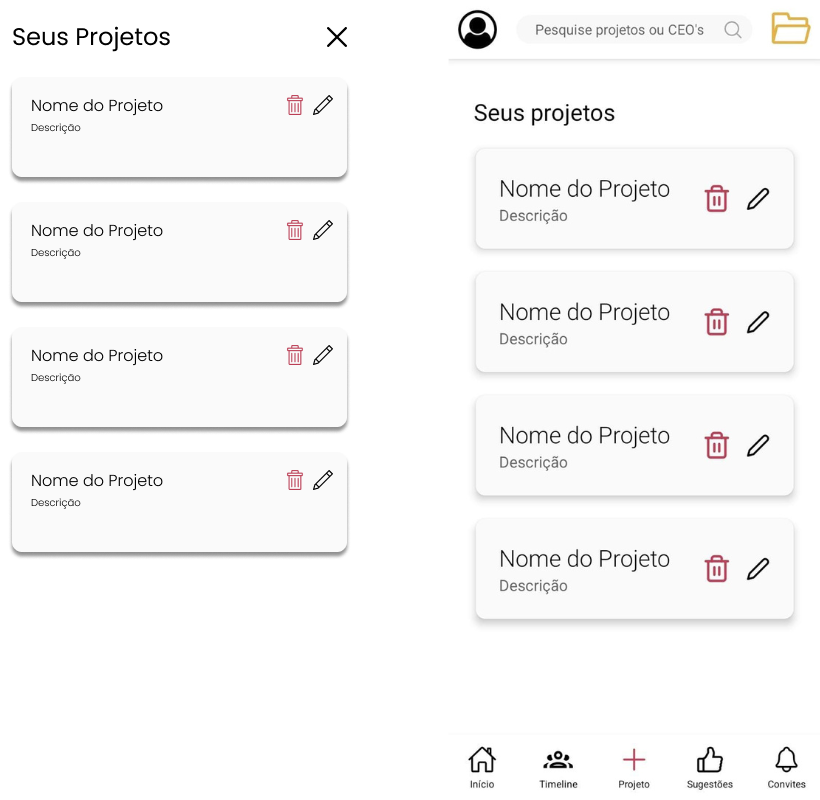 Seus Projetos
Nome do Projeto
Descrição
Nome do Projeto
Descrição
Nome do Projeto
Descrição
Nome do Projeto
Descrição
Pesquise projetos ou CEO's
Seus projetos
Nome do Projeto
Descrição
Nome do Projeto
Descrição
Nome do Projeto
Descrição
Nome do Projeto
Descrição
Início Timeline Projeto Sugestões Convites